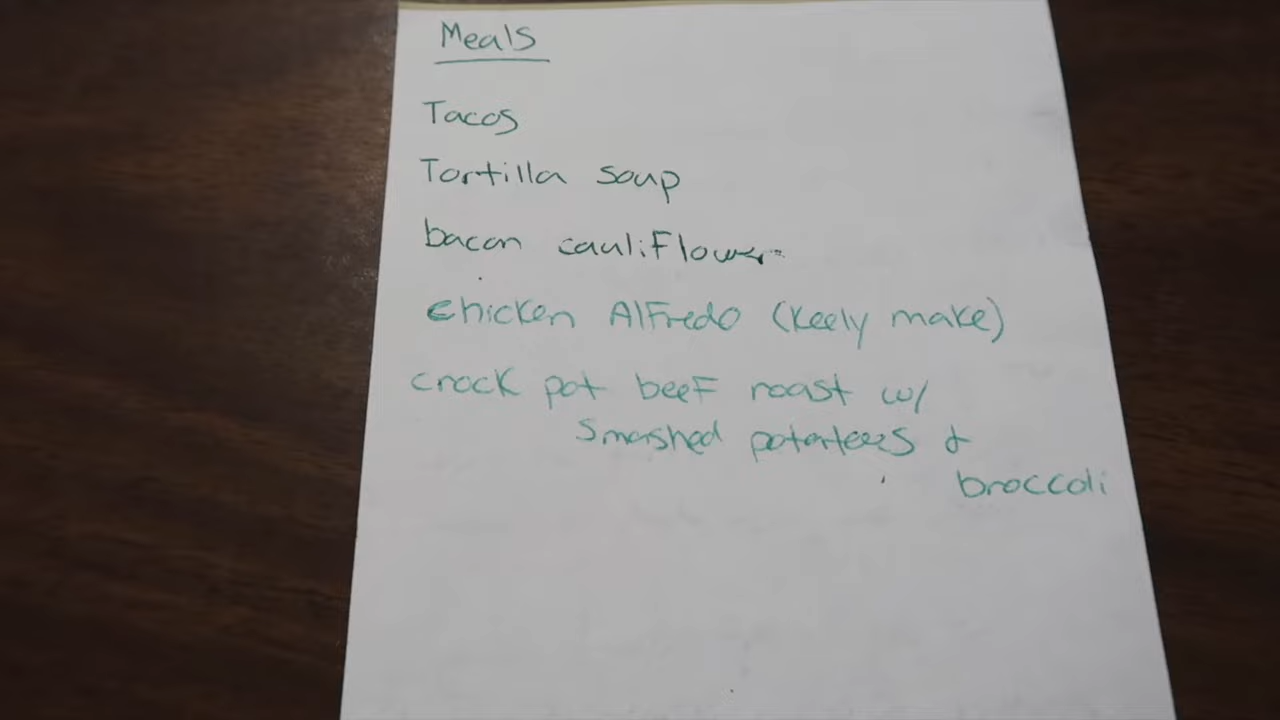 Meals
Tacos
Tortilla soup
bacon cauliFlower
chicken AlFredo (Keely make)
crock pot beeF roast w/
smashed potatoes &
broccoli